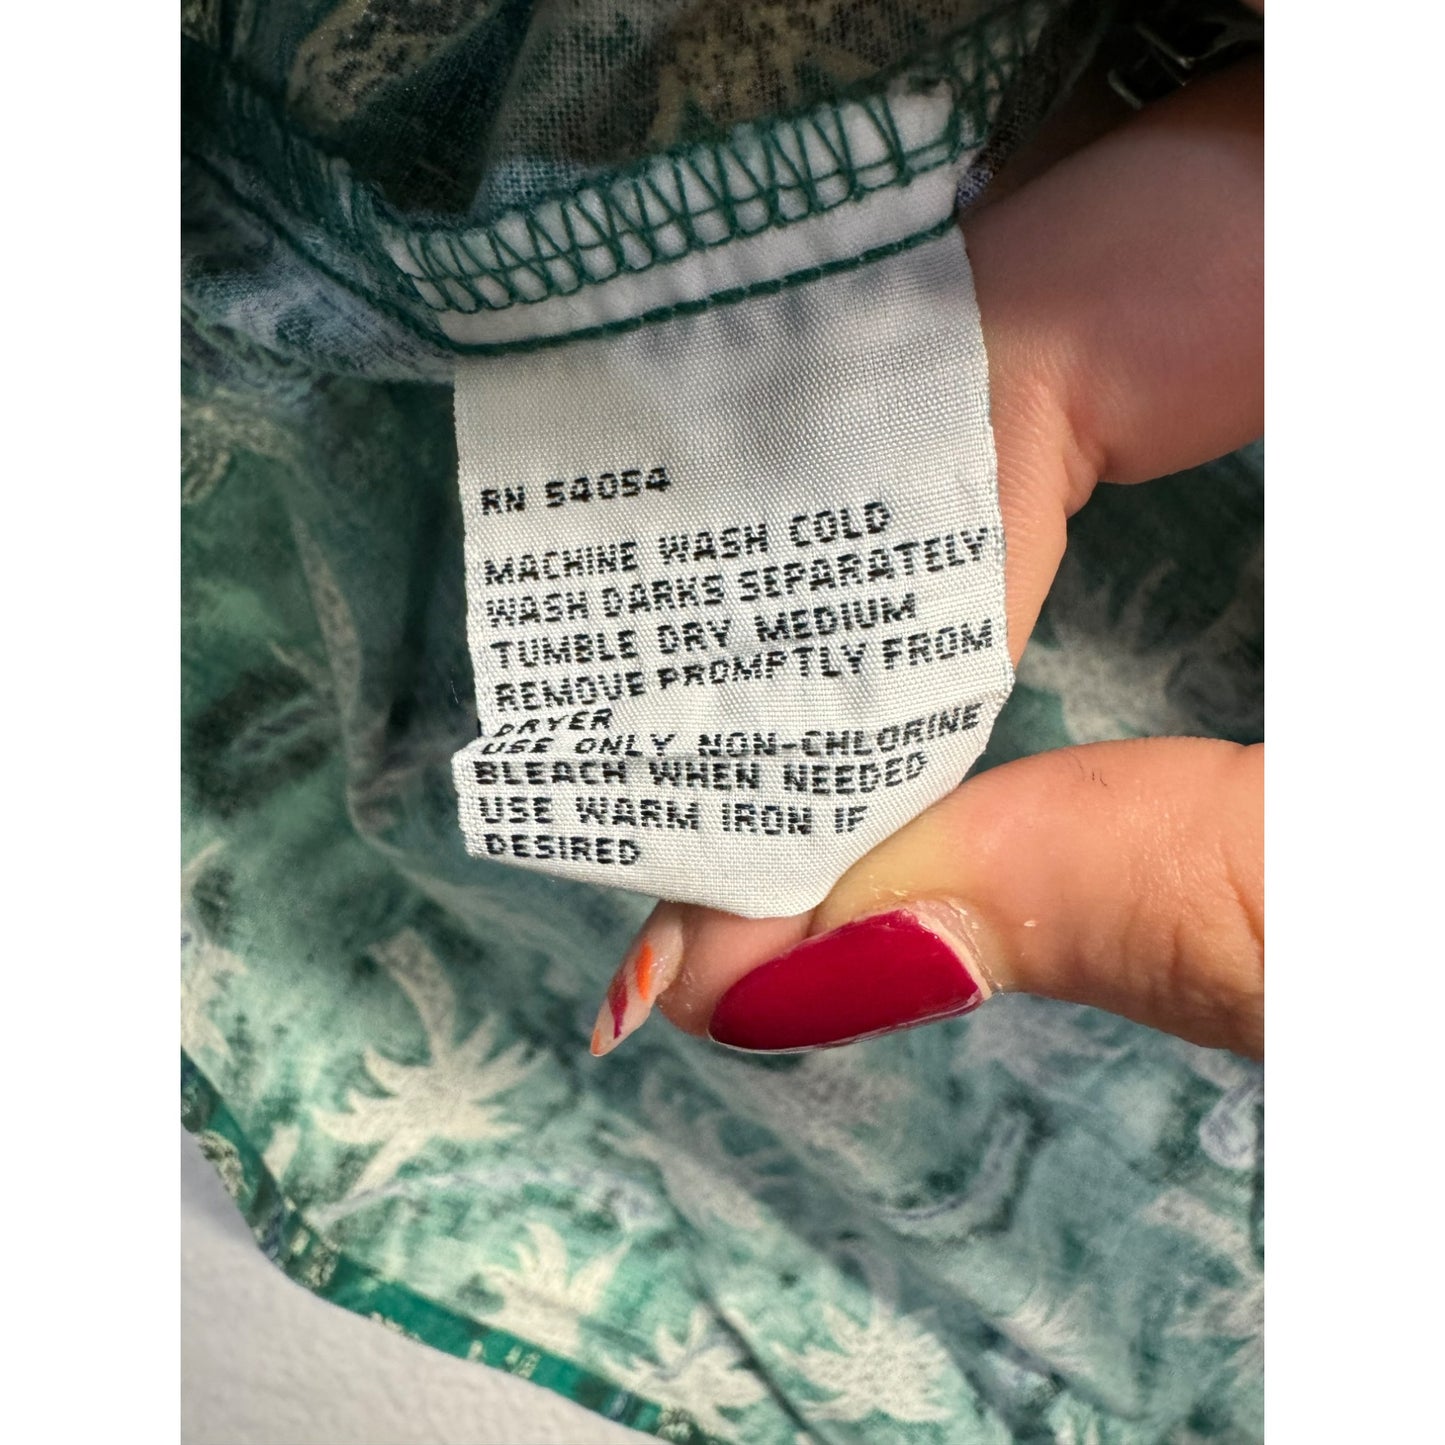 RN 54054
MACHINE WASH COLD
WASH DARKS SEPARATELY
TUMBLE DRY MEDIUM
REMOVE PROMPTLY FROM
DRYER
USE ONLY NON-CHLORINE
BLEACH WHEN NEEDED
USE WARM IRON IF
DESIRED